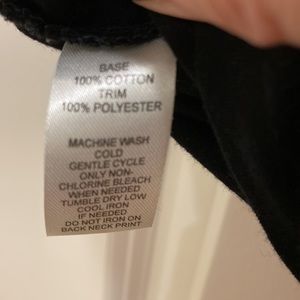 BASE
100% COTTON
TRIM
100% POLYESTER
MACHINE WASH
COLD
GENTLE CYCLE
ONLY NON-
CHLORINE BLEACH
WHEN NEEDED
TUMBLE DRY LOW
COOL IRON
IF NEEDED
DO NOT IRON ON
BACK NECK PRINT